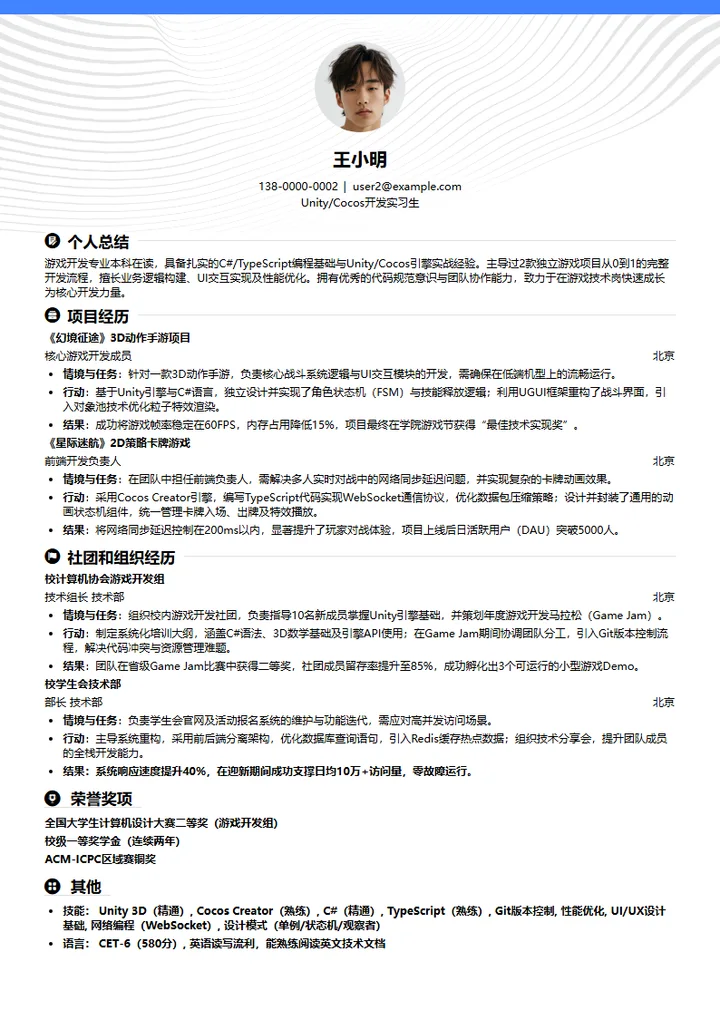 王小明
138-0000-0002 | user2@example.com
Unity/Cocos开发实习生
个人总结
游戏开发专业本科在读，具备扎实的C#/TypeScript编程基础与Unity/Cocos引擎实战经验。主导过2款独立游戏项目从0到1的完整
开发流程，擅长业务逻辑构建、UI交互实现及性能优化。拥有优秀的代码规范意识与团队协作能力，致力于在游戏技术岗快速成长
为核心开发力量。
项目经历
《幻境征途》3D动作手游项目
核心游戏开发成员 北京
• 情境与任务：针对一款3D动作手游，负责核心战斗系统逻辑与UI交互模块的开发，需确保在低端机型上的流畅运行。
• 行动：基于Unity引擎与C#语言，独立设计并实现了角色状态机（FSM）与技能释放逻辑；利用UGUI框架重构了战斗界面，引
入对象池技术优化粒子特效渲染。
• 结果：成功将游戏帧率稳定在60FPS，内存占用降低15%，项目最终在学院游戏节获得“最佳技术实现奖”。
《星际迷航》2D策略卡牌游戏
前端开发负责人 北京
• 情境与任务：在团队中担任前端负责人，需解决多人实时对战中的网络同步延迟问题，并实现复杂的卡牌动画效果。
• 行动：采用Cocos Creator引擎，编写TypeScript代码实现WebSocket通信协议，优化数据包压缩策略；设计并封装了通用的动
画状态机组件，统一管理卡牌入场、出牌及特效播放。
• 结果：将网络同步延迟控制在200ms以内，显著提升了玩家对战体验，项目上线后日活跃用户（DAU）突破5000人。
社团和组织经历
校计算机协会游戏开发组
技术组长 技术部 北京
• 情境与任务：组织校内游戏开发社团，负责指导10名新成员掌握Unity引擎基础，并策划年度游戏开发马拉松（Game Jam）。
• 行动：制定系统化培训大纲，涵盖C#语法、3D数学基础及引擎API使用；在Game Jam期间协调团队分工，引入Git版本控制流
程，解决代码冲突与资源管理难题。
• 结果：团队在省级Game Jam比赛中获得二等奖，社团成员留存率提升至85%，成功孵化出3个可运行的小型游戏Demo。
校学生会技术部
部长 技术部 北京
• 情境与任务：负责学生会官网及活动报名系统的维护与功能迭代，需应对高并发访问场景。
• 行动：主导系统重构，采用前后端分离架构，优化数据库查询语句，引入Redis缓存热点数据；组织技术分享会，提升团队成员
的全栈开发能力。
• 结果：系统响应速度提升40%，在迎新期间成功支撑日均10万+访问量，零故障运行。
荣誉奖项
全国大学生计算机设计大赛二等奖（游戏开发组）
校级一等奖学金（连续两年）
ACM-ICPC区域赛铜奖
其他
• 技能： Unity 3D（精通）, Cocos Creator（熟练）, C#（精通）, TypeScript（熟练）, Git版本控制, 性能优化, UI/UX设计
基础, 网络编程（WebSocket）, 设计模式（单例/状态机/观察者）
• 语言： CET-6（580分）, 英语读写流利，能熟练阅读英文技术文档